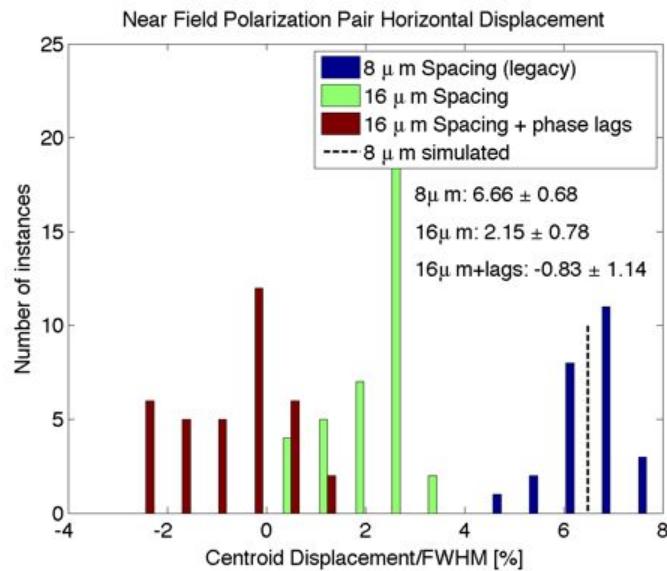 Near Field Polarization Pair Horizontal Displacement
25
20
15
10
5
0
Number of instances
8 μ m Spacing (legacy)
16 μ m Spacing
16 μ m Spacing + phase lags
8 μ m simulated
8μ m: 6.66 ± 0.68
16μ m: 2.15 ± 0.78
16μ m+lags: -0.83 ± 1.14
-4 -2 0 2 4 6 8
Centroid Displacement/FWHM [%]